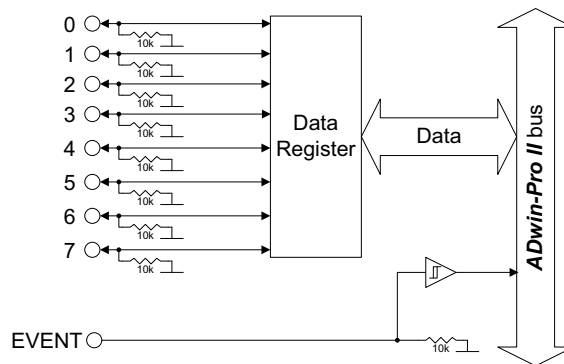 0
10k
1
10k
2
10k
3
10k
4
10k
5
10k
6
10k
7
10k
Data
Register
Data
ADwin-Pro II bus
EVENT
10k